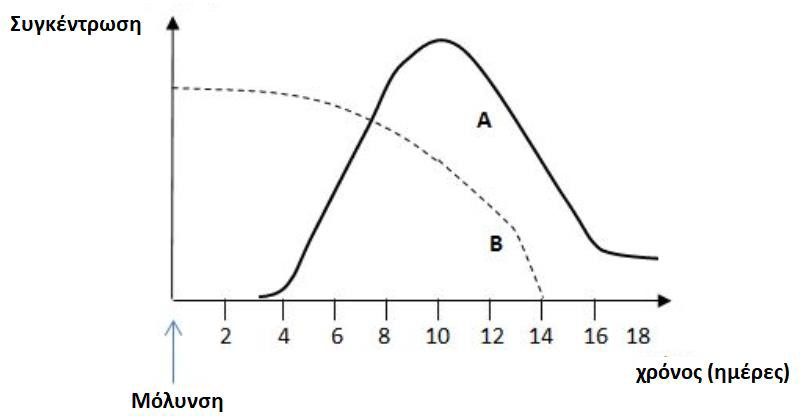 Συγκέντρωση
A
B
2 4 6 8 10 12 14 16 18
χρόνος (ημέρες)
Μόλυνση